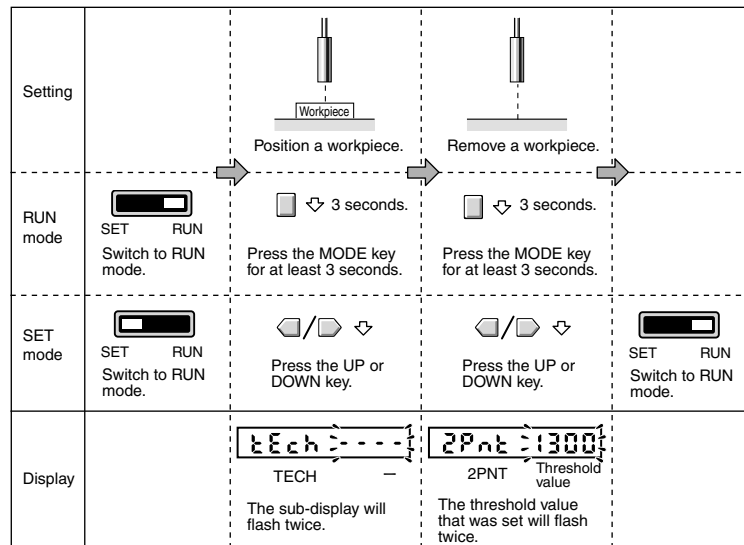 Setting
Workpiece
Position a workpiece.
Remove a workpiece.
RUN
mode
SET RUN
Switch to RUN
mode.
3 seconds.
Press the MODE key
for at least 3 seconds.
3 seconds.
Press the MODE key
for at least 3 seconds.
SET
mode
SET RUN
Switch to RUN
mode.
/
Press the UP or
DOWN key.
/
Press the UP or
DOWN key.
SET RUN
Switch to RUN
mode.
Display
tEch ----
TECH —
The sub-display will
flash twice.
2Pnt 1300
2PNT Threshold
value
The threshold value
that was set will flash
twice.